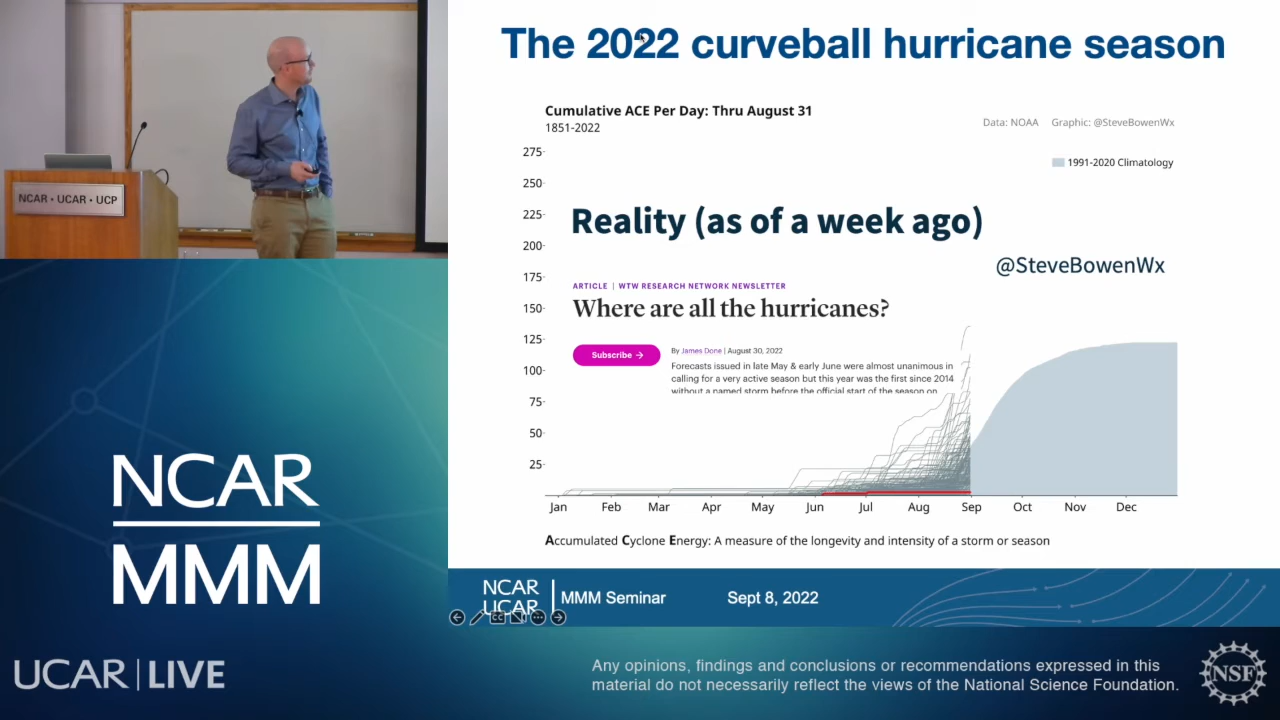 The 2022 curveball hurricane season
Cumulative ACE Per Day: Thru August 31
1851-2022
Data: NOAA Graphic: @SteveBowenWx
1991-2020 Climatology
275
250
225
200
175
150
125
100
75
50
25
Reality (as of a week ago)
@SteveBowenWx
ARTICLE | WTW RESEARCH NETWORK NEWSLETTER
Where are all the hurricanes?
Subscribe →
By James Done | August 30, 2022
Forecasts issued in late May & early June were almost unanimous in
calling for a very active season but this year was the first since 2014
without a named storm before the official start of the season on
Jan Feb Mar Apr May Jun Jul Aug Sep Oct Nov Dec
Accumulated Cyclone Energy: A measure of the longevity and intensity of a storm or season
NCAR
UCAR
MMM Seminar Sept 8, 2022
CC
NCAR • UCAR • UCP
NCAR
MMM
UCAR | LIVE
Any opinions, findings and conclusions or recommendations expressed in this
material do not necessarily reflect the views of the National Science Foundation.
NSF